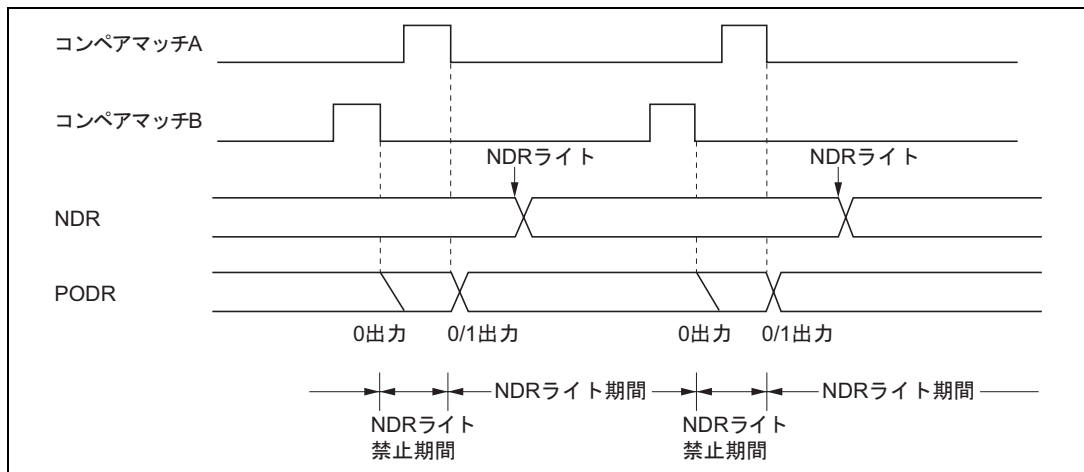 コンペアマッチA
コンペアマッチB
NDRライト NDRライト
NDR
PODR
0出力 0/1出力 0出力 0/1出力
NDRライト期間 NDRライト期間
NDRライト NDRライト
禁止期間 禁止期間